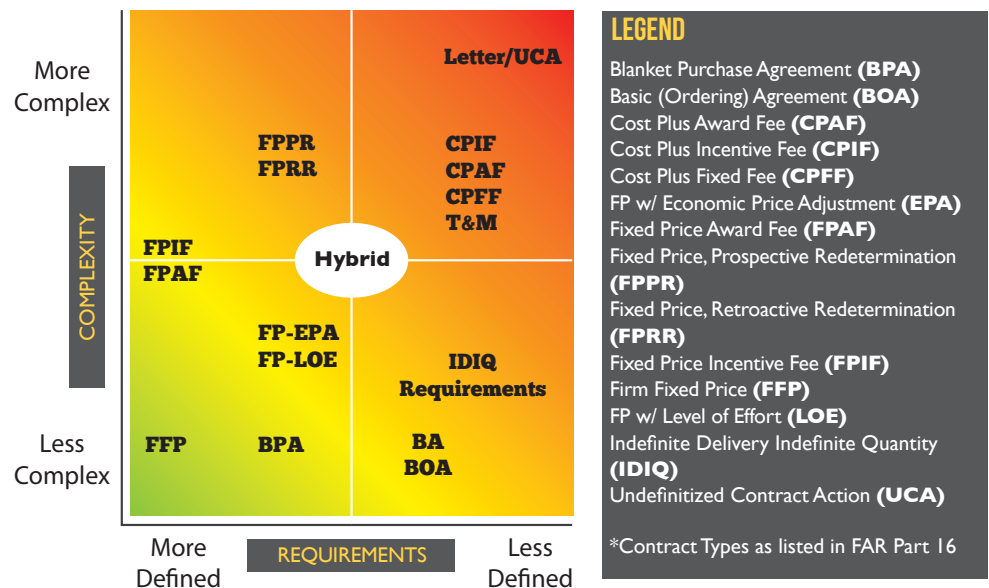 More
Complex
Letter/UCA
FPPR
FPRR
CPIF
CPAF
CPFF
T&M
COMPLEXITY
FPIF
FPAF
Hybrid
FP-EPA
FP-LOE
IDIQ
Requirements
Less
Complex
FFP
BPA
BA
BOA
More
Defined
REQUIREMENTS
Less
Defined
LEGEND
Blanket Purchase Agreement (BPA)
Basic (Ordering) Agreement (BOA)
Cost Plus Award Fee (CPAF)
Cost Plus Incentive Fee (CPIF)
Cost Plus Fixed Fee (CPFF)
FP w/ Economic Price Adjustment (EPA)
Fixed Price Award Fee (FPAF)
Fixed Price, Prospective Redetermination
(FPPR)
Fixed Price, Retroactive Redetermination
(FPRR)
Fixed Price Incentive Fee (FPIF)
Firm Fixed Price (FFP)
FP w/ Level of Effort (LOE)
Indefinite Delivery Indefinite Quantity
(IDIQ)
Undefinitized Contract Action (UCA)
*Contract Types as listed in FAR Part 16